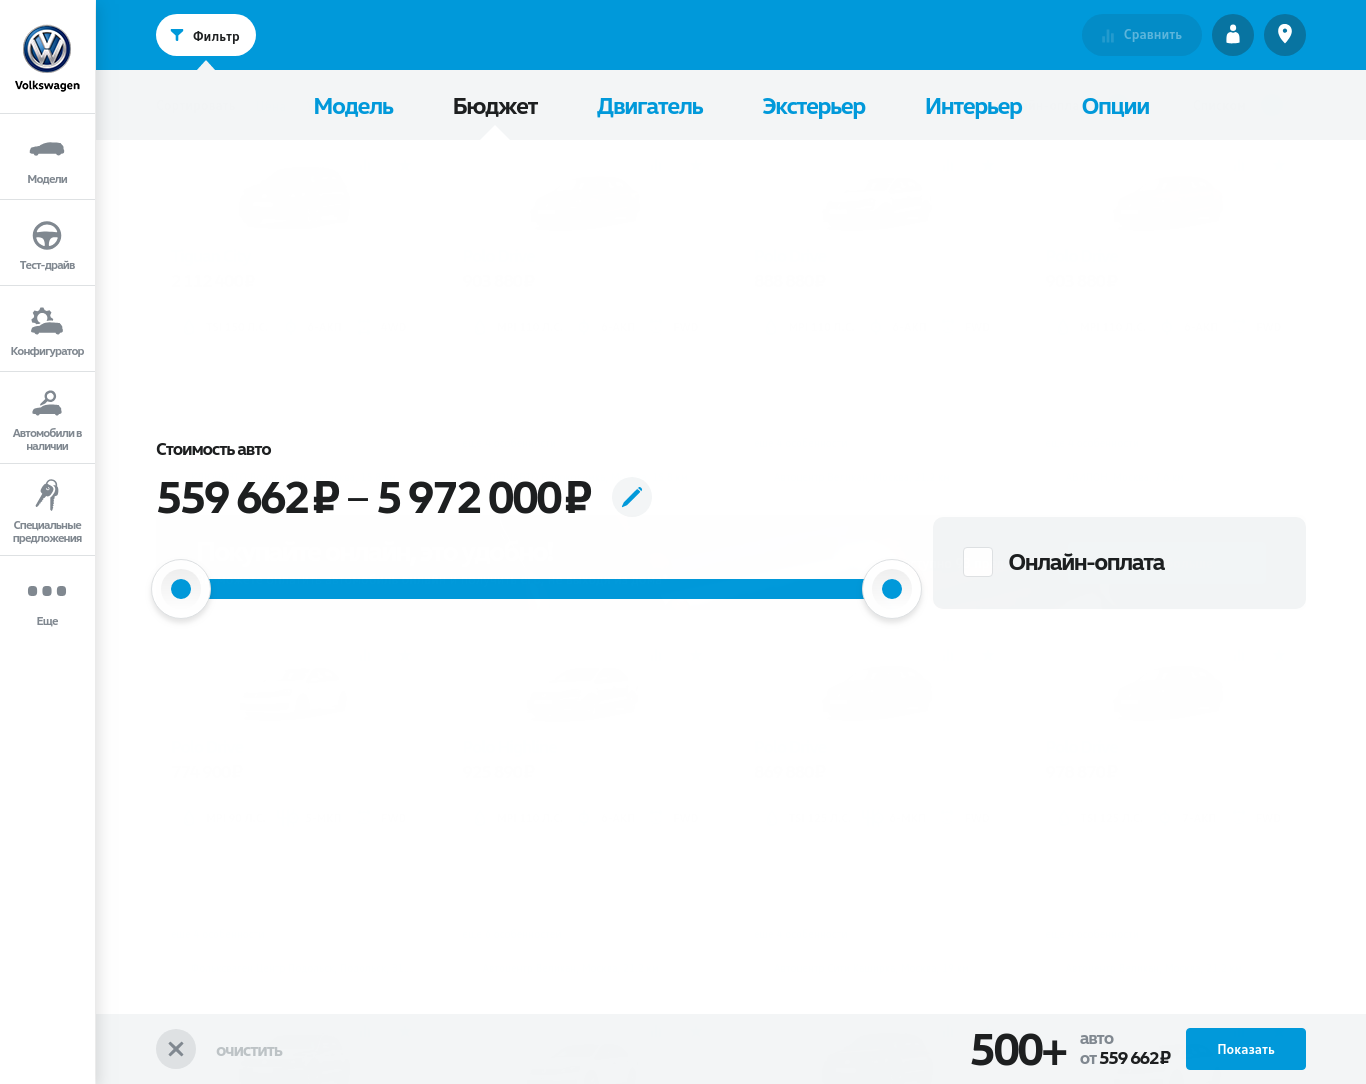 Volkswagen
Модели
Тест-драйв
Конфигуратор
Автомобили в
наличии
Специальные
предложения
Еще
Фильтр
Сравнить
Модель
Бюджет
Двигатель
Экстерьер
Интерьер
Опции
Стоимость авто
559 662 ₽ – 5 972 000 ₽
Онлайн-оплата
ОЧИСТИТЬ
500+
авто
от 559 662 ₽
Показать